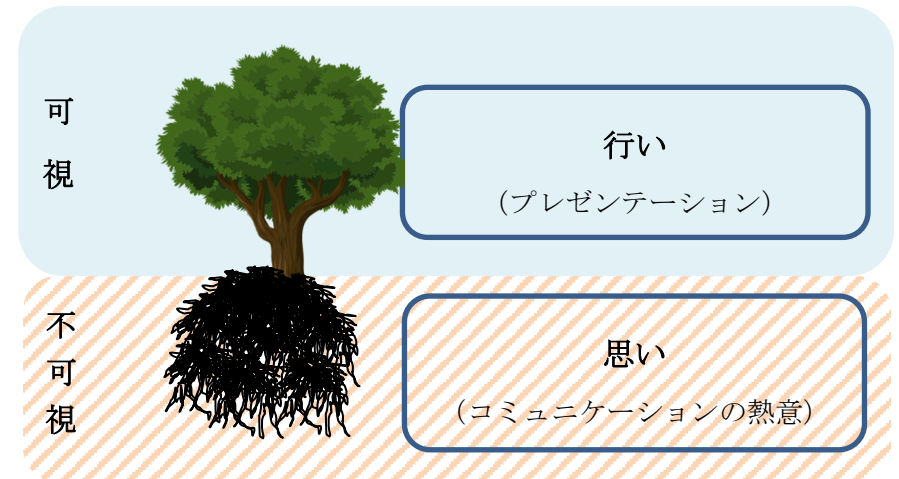 可視
行い
（プレゼンテーション）
不可視
思い
（コミュニケーションの熱意）